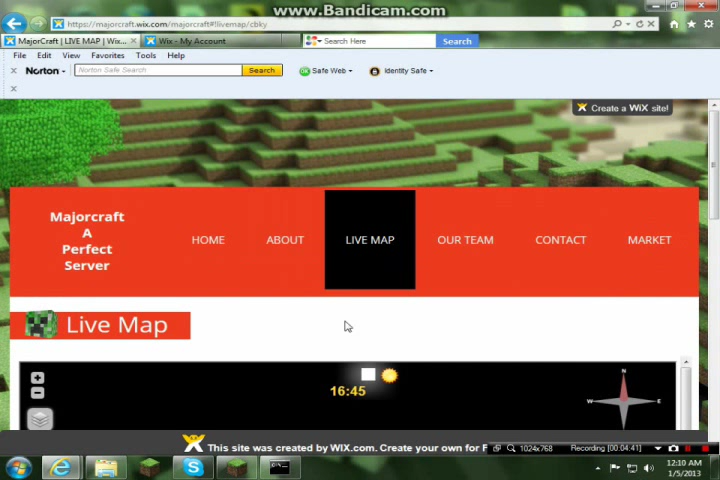 www.Bandicam.com
https://majorcraft.wix.com/majorcraft#!livemap/cbky
MajorCraft | LIVE MAP | Wix...
Wix - My Account
Search Here
Search
File Edit View Favorites Tools Help
Norton
Norton Safe Search
Search
OK
Safe Web
Identity Safe
Create a WiX site!
Majorcraft
A
Perfect
Server
HOME
ABOUT
LIVE MAP
OUR TEAM
CONTACT
MARKET
Live Map
16:45
N
W
E
This site was created by WIX.com. Create your own for F
1024x768
Recording [00:04:41]
12:10 AM
1/5/2013